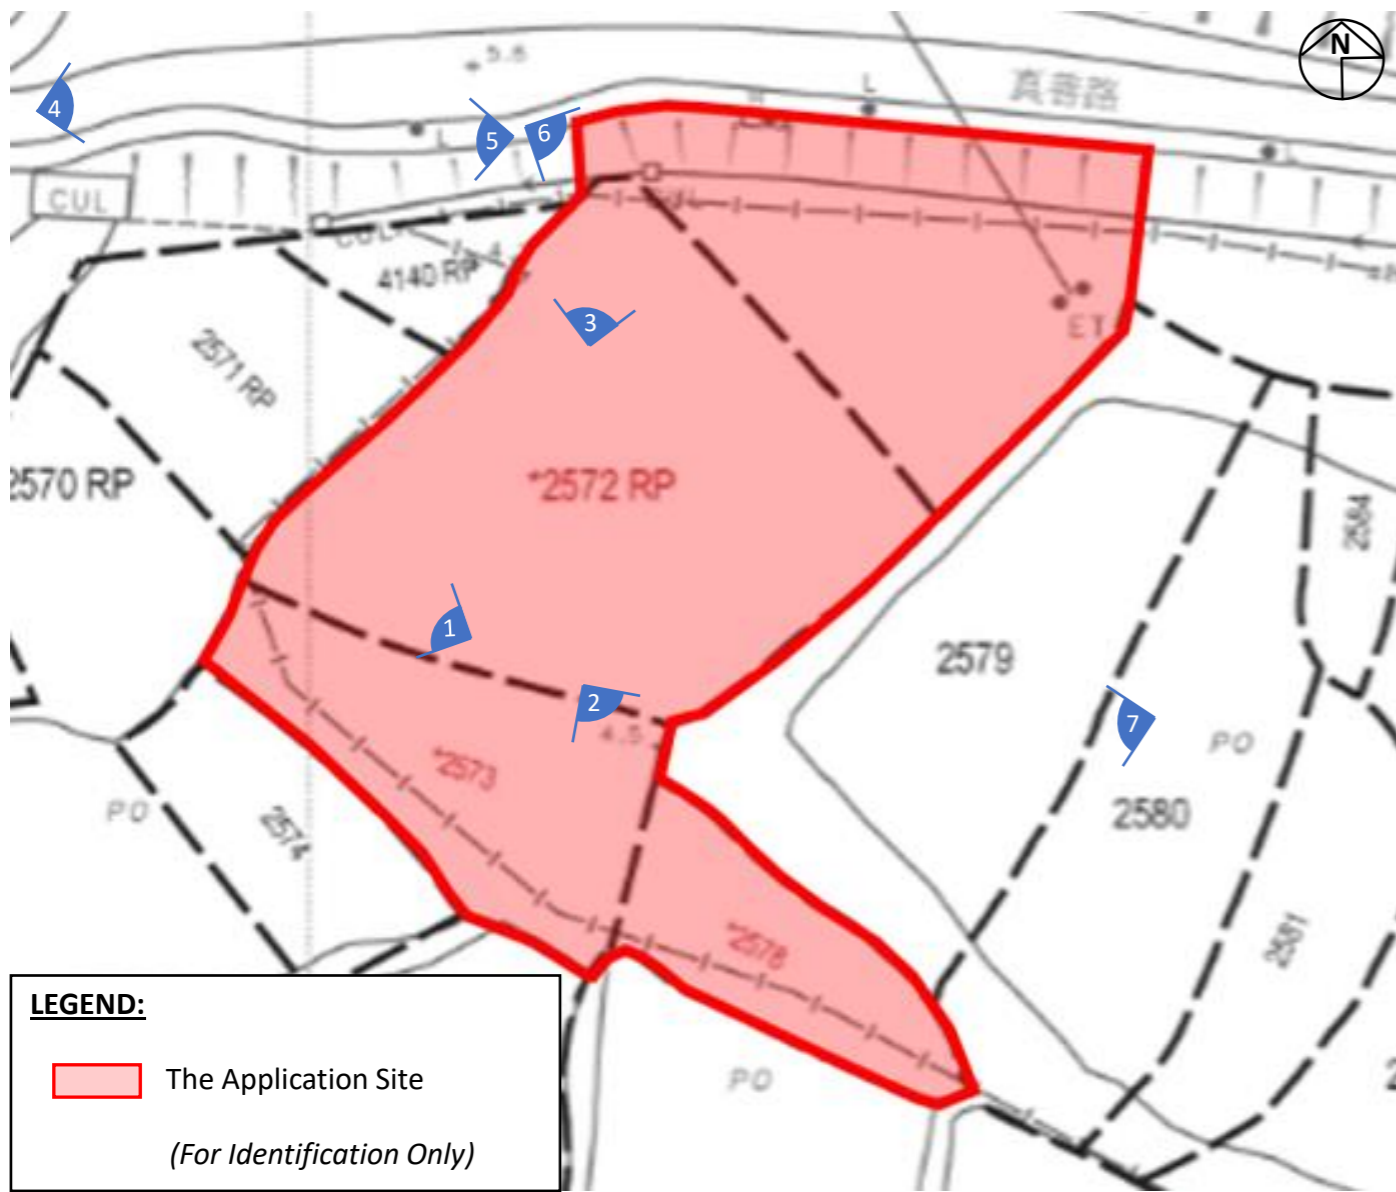 N
5.6
L
真善路
4
5
6
L
L
CUL
CUL
4140 RP
3
ET
2571 RP
2570 RP
*2572 RP
2584
1
2579
2
4.5
7
PO
*2573
2580
PO
2574
*2578
2581
PO
LEGEND:
The Application Site
(For Identification Only)